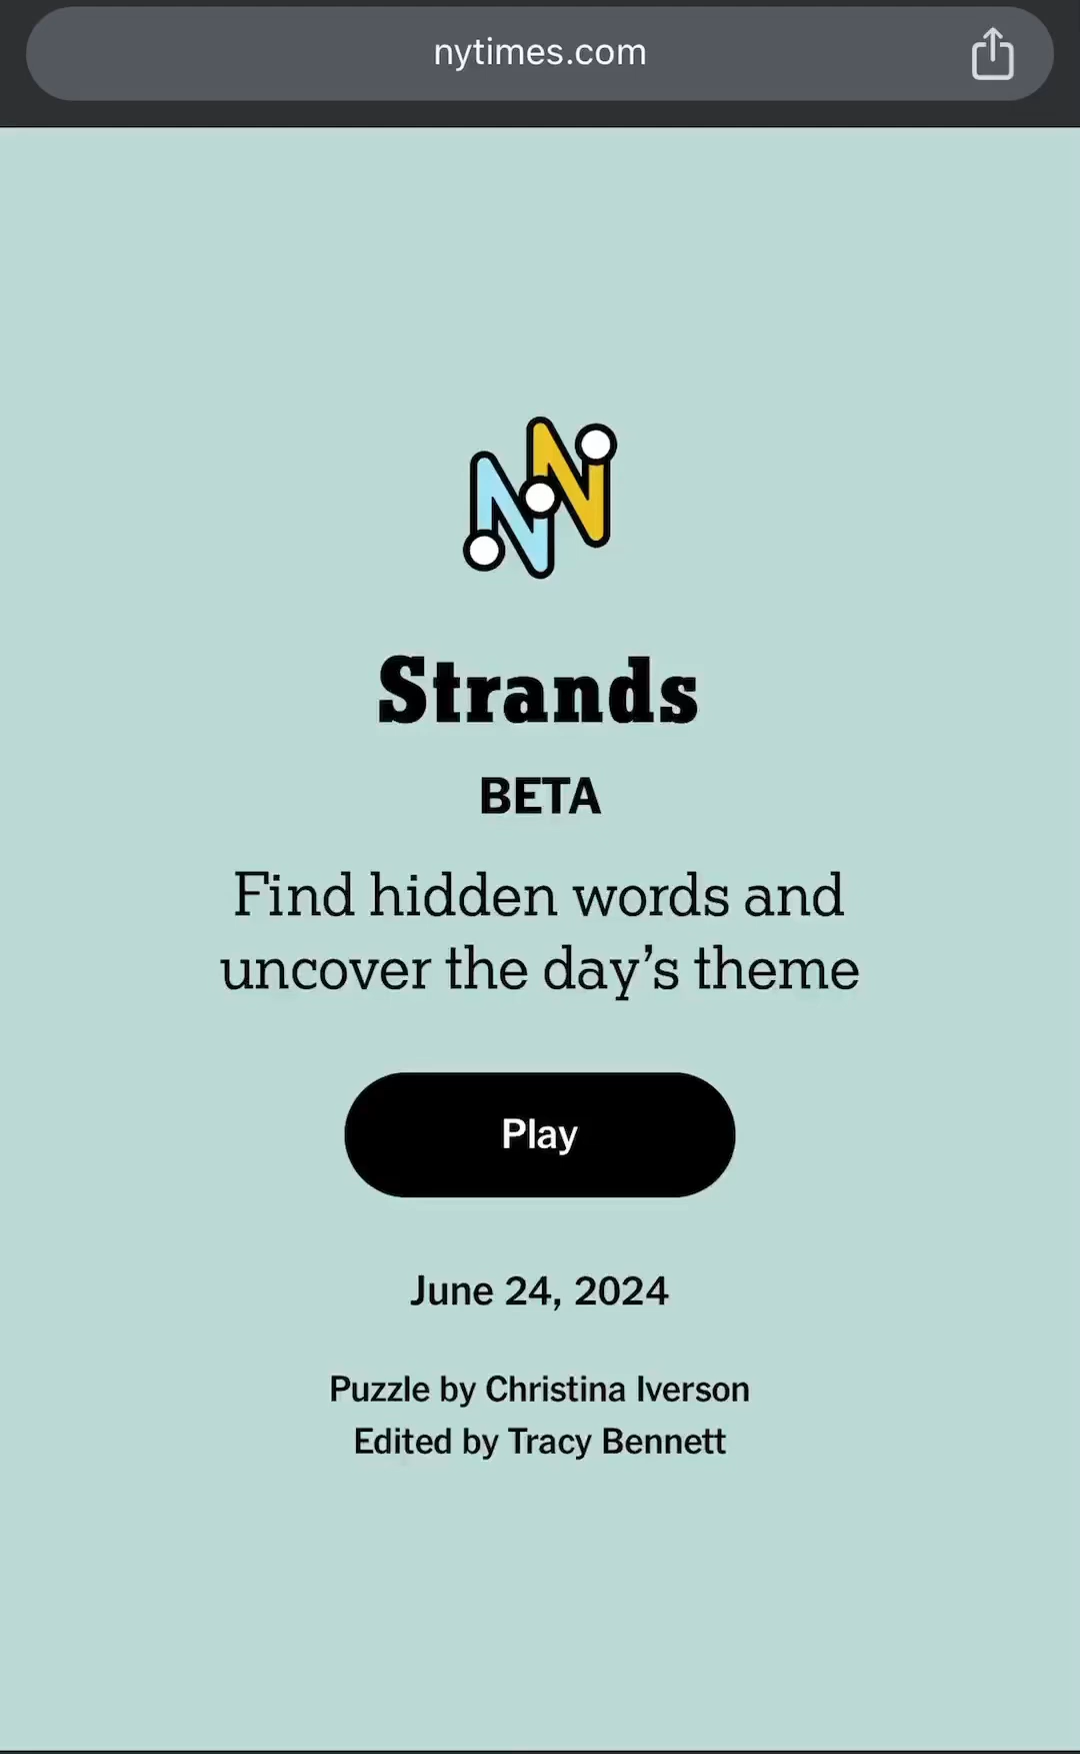 nytimes.com
Strands
BETA
Find hidden words and
uncover the day’s theme
Play
June 24, 2024
Puzzle by Christina Iverson
Edited by Tracy Bennett